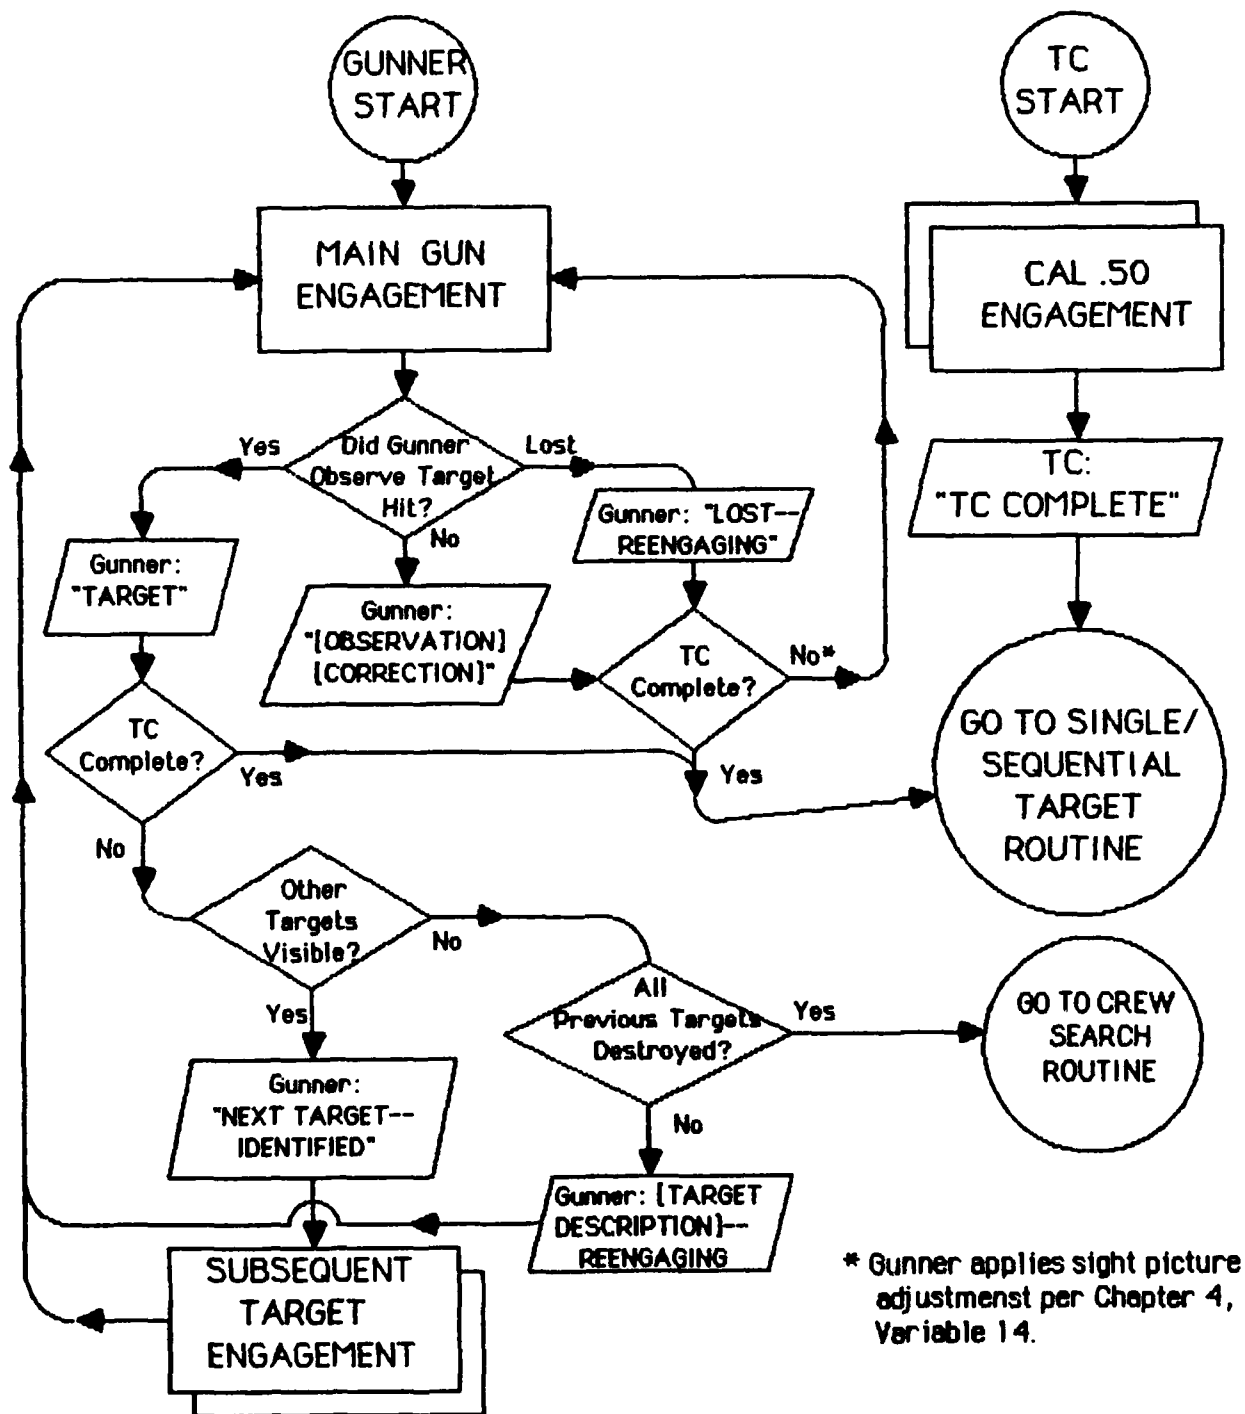 GUNNER
START
TC
START
MAIN GUN
ENGAGEMENT
CAL .50
ENGAGEMENT
Yes
Did Gunner
Observe Target
Hit?
Lost
No
TC:
"TC COMPLETE"
Gunner:
"TARGET"
Gunner:
"[OBSERVATION]
[CORRECTION]"
Gunner: "LOST--
REENGAGING"
TC
Complete?
No*
Yes
TC
Complete?
Yes
No
GO TO SINGLE/
SEQUENTIAL
TARGET
ROUTINE
Other
Targets
Visible?
No
Yes
All
Previous Targets
Destroyed?
Yes
No
GO TO CREW
SEARCH
ROUTINE
Gunner:
"NEXT TARGET--
IDENTIFIED"
Gunner: [TARGET
DESCRIPTION]--
REENGAGING
SUBSEQUENT
TARGET
ENGAGEMENT
* Gunner applies sight picture
adjustmenst per Chapter 4,
Variable 14.